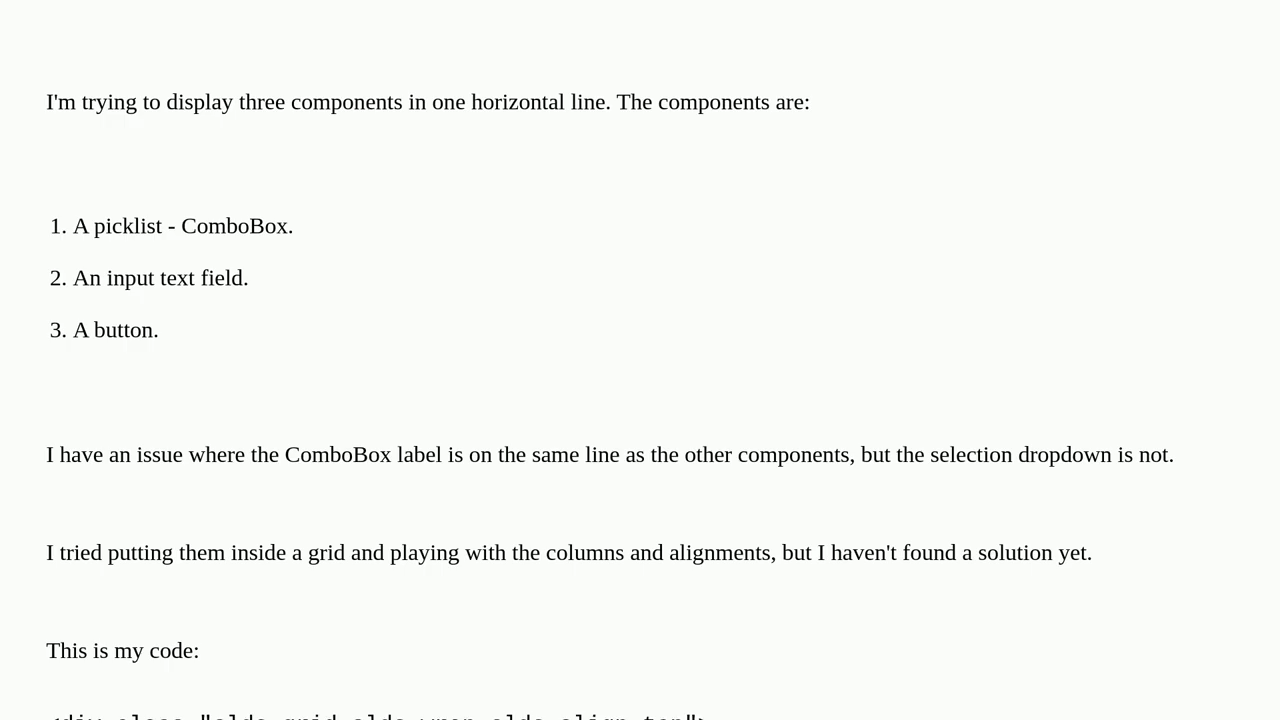 I'm trying to display three components in one horizontal line. The components are:
1. A picklist - ComboBox.
2. An input text field.
3. A button.
I have an issue where the ComboBox label is on the same line as the other components, but the selection dropdown is not.
I tried putting them inside a grid and playing with the columns and alignments, but I haven't found a solution yet.
This is my code: